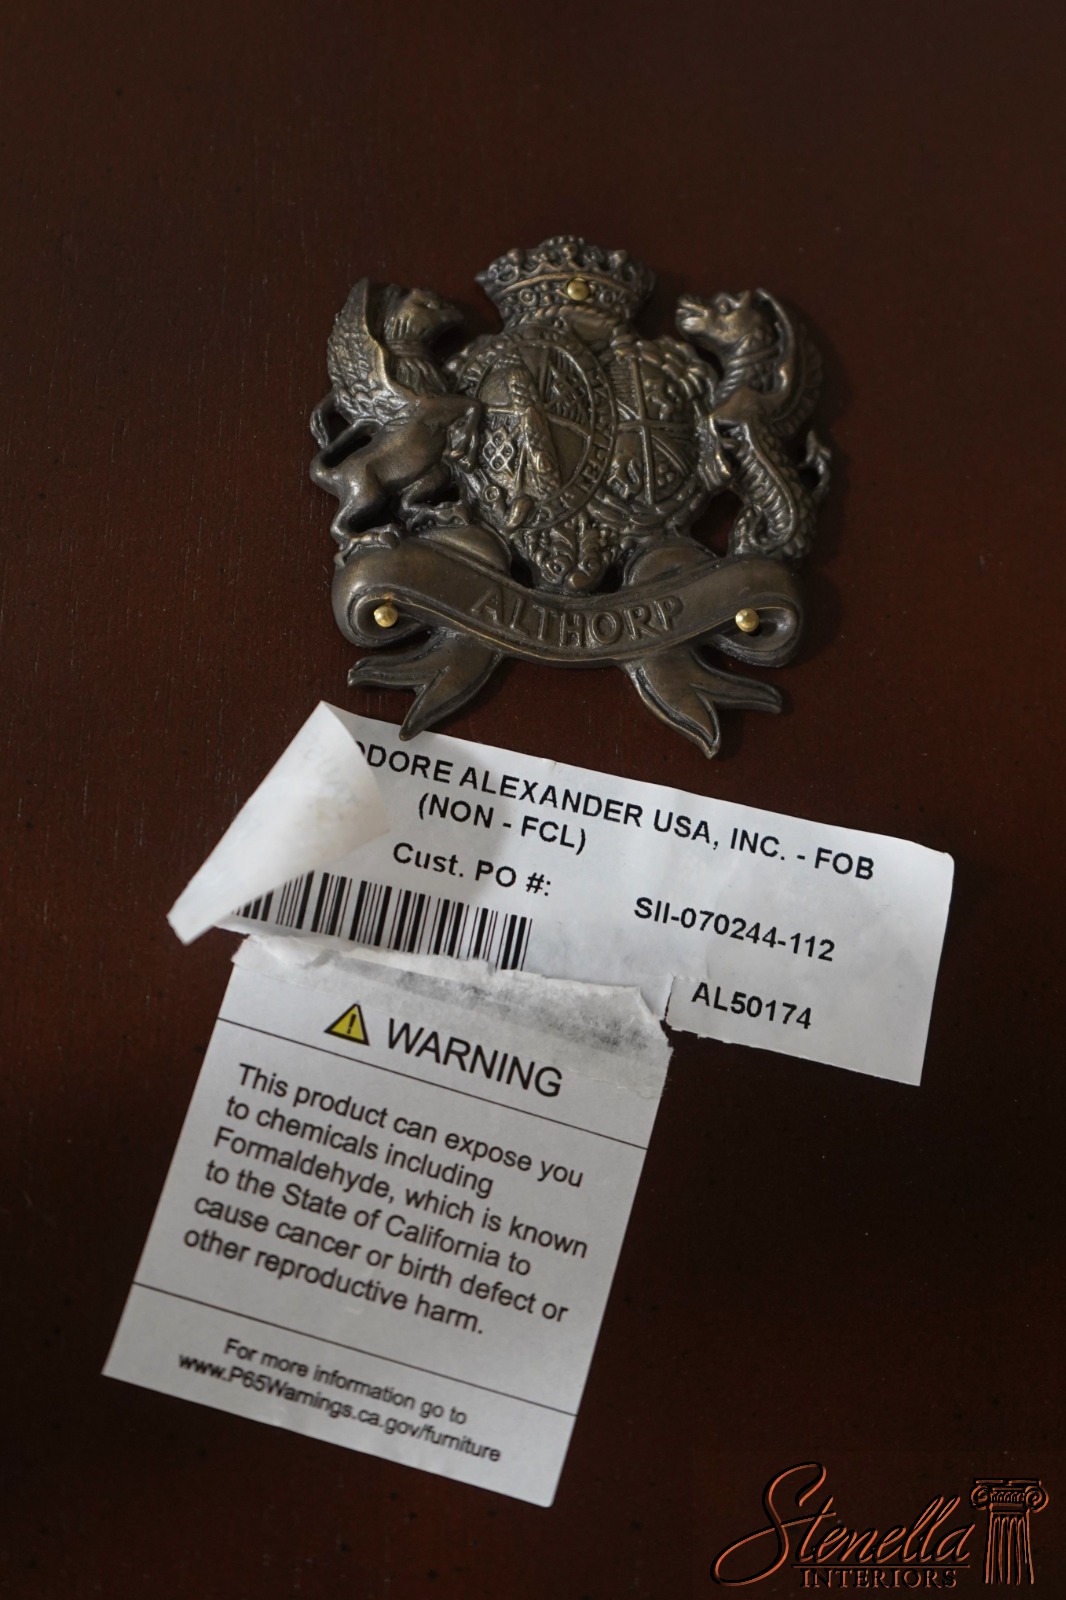 ALTHORP
ODORE ALEXANDER USA, INC. - FOB
(NON - FCL)
Cust. PO #:
SII-070244-112
AL50174
WARNING
This product can expose you
to chemicals including
Formaldehyde, which is known
to the State of California to
cause cancer or birth defect or
other reproductive harm.
For more information go to
www.P65Warnings.ca.gov/furniture
Stenella
INTERIORS